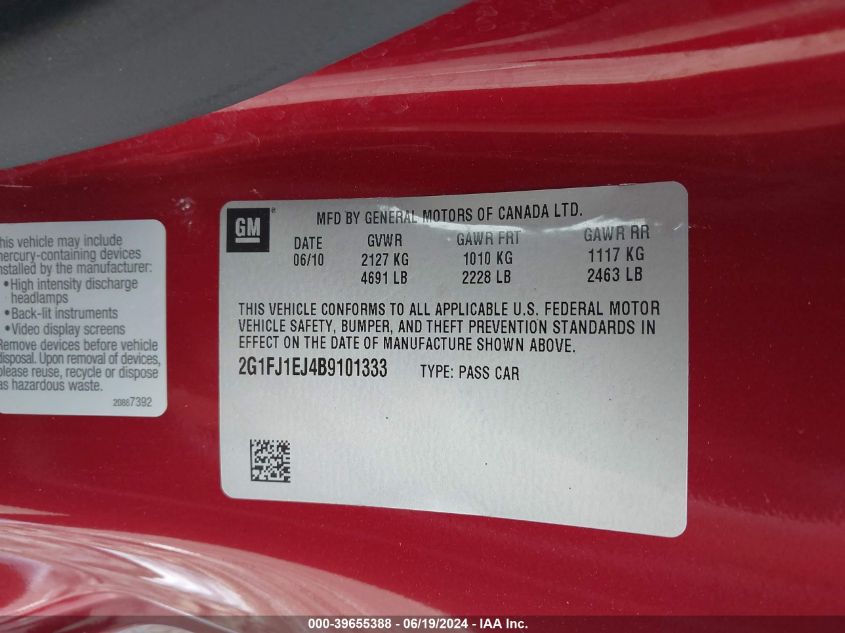 his vehicle may include
ercury-containing devices
nstalled by the manufacturer:
•High intensity discharge
headlamps
•Back-lit instruments
•Video display screens
Remove devices before vehicle
disposal. Upon removal of devices,
please reuse, recycle or dispose
as hazardous waste.
20867392
GM
®
MFD BY GENERAL MOTORS OF CANADA LTD.
DATE GVWR GAWR FRT GAWR RR
06/10 2127 KG 1010 KG 1117 KG
4691 LB 2228 LB 2463 LB
THIS VEHICLE CONFORMS TO ALL APPLICABLE U.S. FEDERAL MOTOR
VEHICLE SAFETY, BUMPER, AND THEFT PREVENTION STANDARDS IN
EFFECT ON THE DATE OF MANUFACTURE SHOWN ABOVE.
2G1FJ1EJ4B9101333 TYPE: PASS CAR
000-39655388 - 06/19/2024 - IAA Inc.